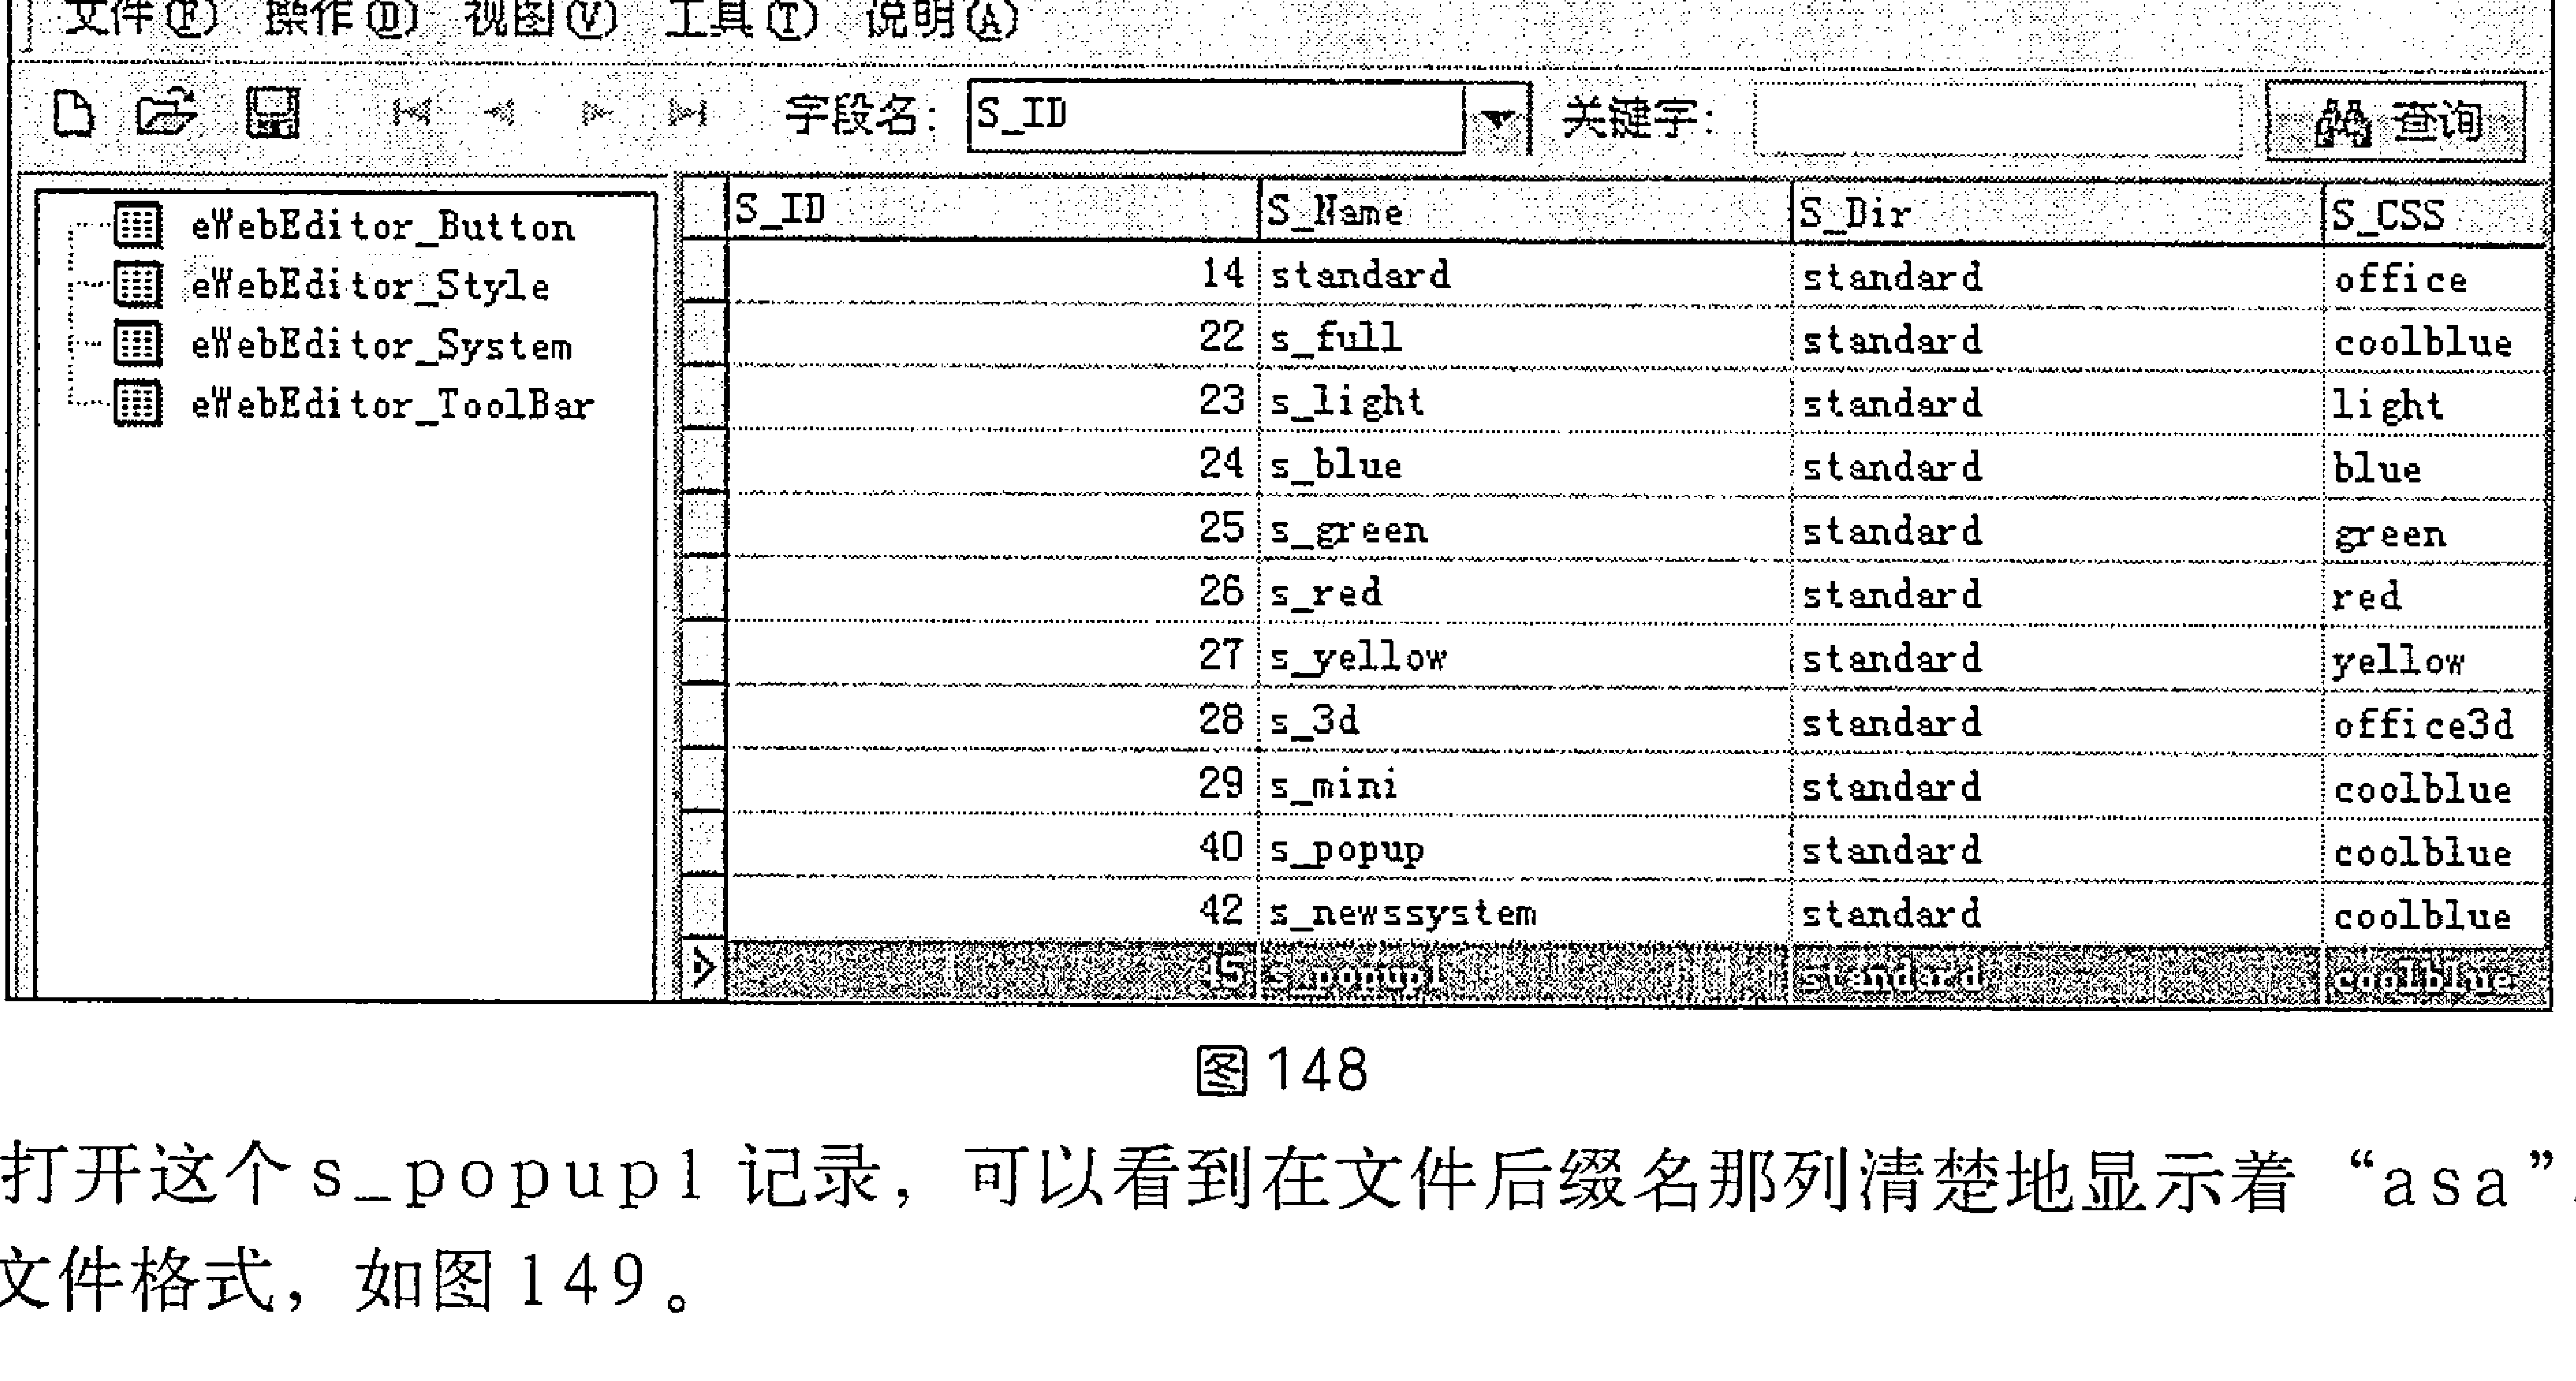 文件(F) 操作(D) 视图(V) 工具(T) 说明(A)
字段名: S_ID 关键字: 查询
eWebEditor_Button
eWebEditor_Style
eWebEditor_System
eWebEditor_ToolBar
S_ID S_Name S_Dir S_CSS
14 standard standard office
22 s_full standard coolblue
23 s_light standard light
24 s_blue standard blue
25 s_green standard green
26 s_red standard red
27 s_yellow standard yellow
28 s_3d standard office3d
29 s_mini standard coolblue
40 s_popup standard coolblue
42 s_newssystem standard coolblue
45 s_popup1 standard coolblue
图 148
打开这个s_popup1 记录，可以看到在文件后缀名那列清楚地显示着“asa”
文件格式，如图 149。